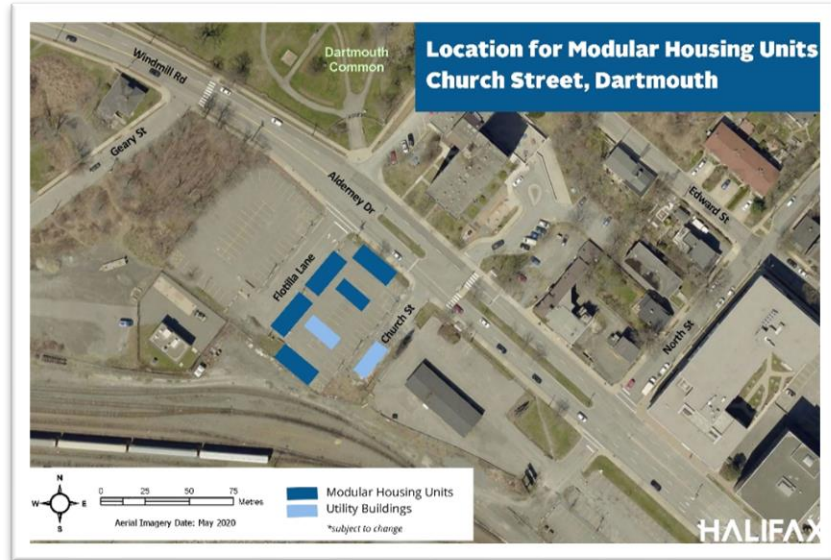 Location for Modular Housing Units
Church Street, Dartmouth
Dartmouth
Common
Windmill Rd
Geary St
Alderney Dr
Edward St
Flotilla Lane
Church St
North St
N
W E
S
0 25 50 75
Metres
Aerial Imagery Date: May 2020
Modular Housing Units
Utility Buildings
*subject to change
HALIFAX